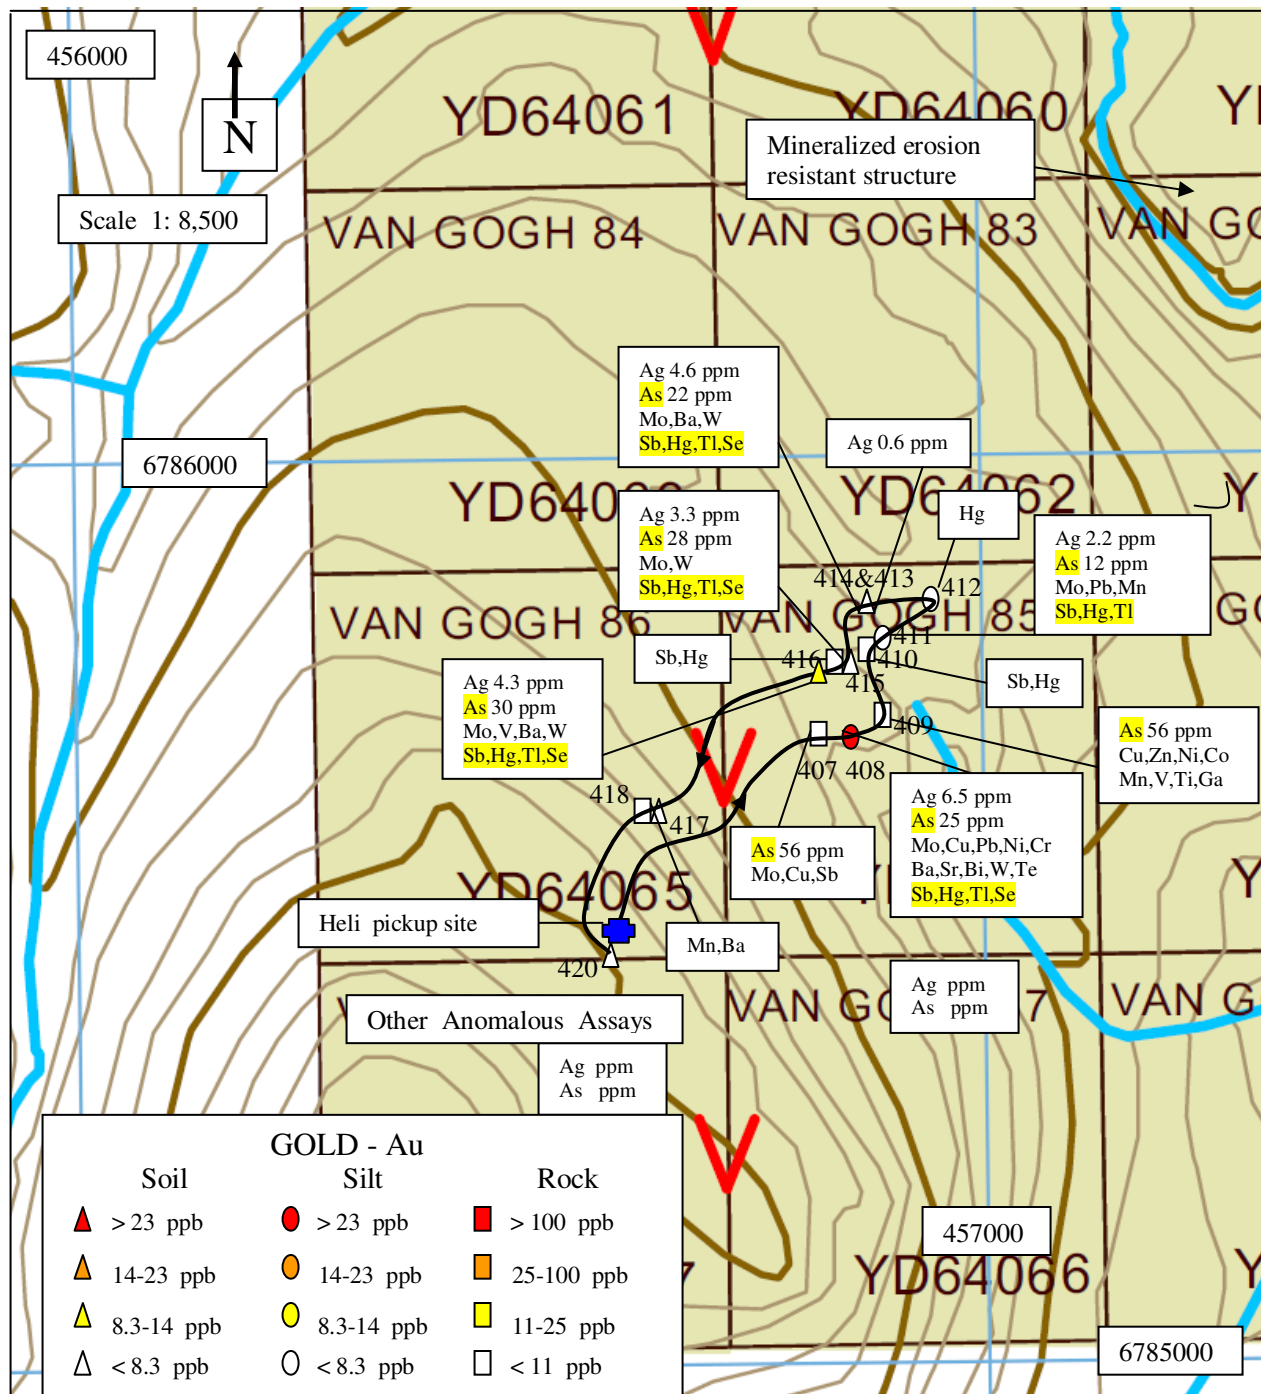 456000
N
Scale 1: 8,500
YD64061
YD64060
Mineralized erosion
resistant structure
VAN GOGH 84
VAN GOGH 83
VAN GO
Ag 4.6 ppm
As 22 ppm
Mo,Ba,W
Sb,Hg,Tl,Se
Ag 0.6 ppm
6786000
YD64062
Hg
Ag 3.3 ppm
As 28 ppm
Mo,W
Sb,Hg,Tl,Se
Ag 2.2 ppm
As 12 ppm
Mo,Pb,Mn
Sb,Hg,Tl
414&413
412
VAN GOGH 86
VAN GOGH 85
GO
411
Sb,Hg
416
410
415
Sb,Hg
Ag 4.3 ppm
As 30 ppm
Mo,V,Ba,W
Sb,Hg,Tl,Se
409
As 56 ppm
Cu,Zn,Ni,Co
Mn,V,Ti,Ga
407
408
418
417
Ag 6.5 ppm
As 25 ppm
Mo,Cu,Pb,Ni,Cr
Ba,Sr,Bi,W,Te
Sb,Hg,Tl,Se
As 56 ppm
Mo,Cu,Sb
YD64065
Heli pickup site
Mn,Ba
420
Ag ppm
As ppm
VAN GO
7
VAN G
Other Anomalous Assays
Ag ppm
As ppm
GOLD - Au
Soil
Silt
Rock
> 23 ppb
> 23 ppb
> 100 ppb
14-23 ppb
14-23 ppb
25-100 ppb
8.3-14 ppb
8.3-14 ppb
11-25 ppb
< 8.3 ppb
< 8.3 ppb
< 11 ppb
7
457000
YD64066
6785000